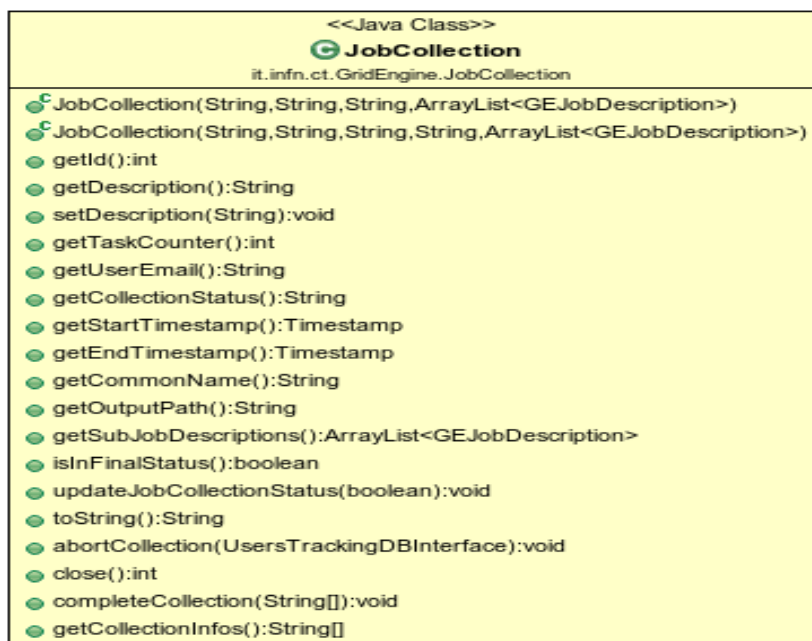 <<Java Class>>
C JobCollection
it.infn.ct.GridEngine.JobCollection
C JobCollection(String,String,String,ArrayList<GEJobDescription>)
C JobCollection(String,String,String,String,ArrayList<GEJobDescription>)
getId():int
getDescription():String
setDescription(String):void
getTaskCounter():int
getUserEmail():String
getCollectionStatus():String
getStartTimestamp():Timestamp
getEndTimestamp():Timestamp
getCommonName():String
getOutputPath():String
getSubJobDescriptions():ArrayList<GEJobDescription>
isInFinalStatus():boolean
updateJobCollectionStatus(boolean):void
toString():String
abortCollection(UsersTrackingDBInterface):void
close():int
completeCollection(String[]):void
getCollectionInfos():String[]